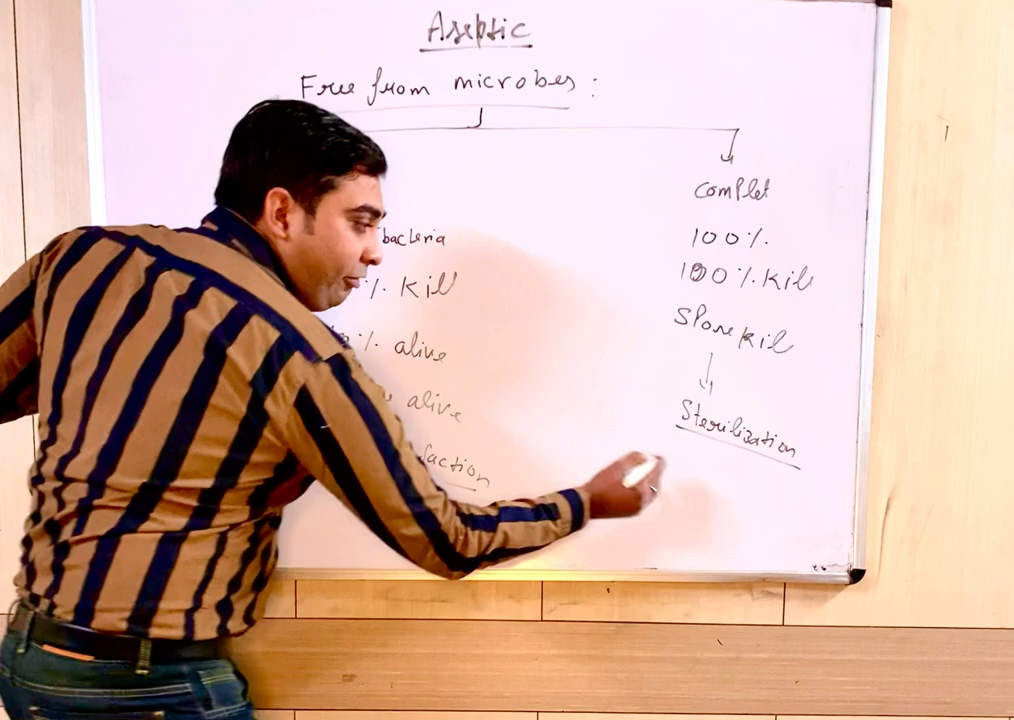 Aseptic
Free from microbes :
Complet
bacteria
100%.
% kill
100%. kill
% alive
Spore kill
alive
faction
Sterilization